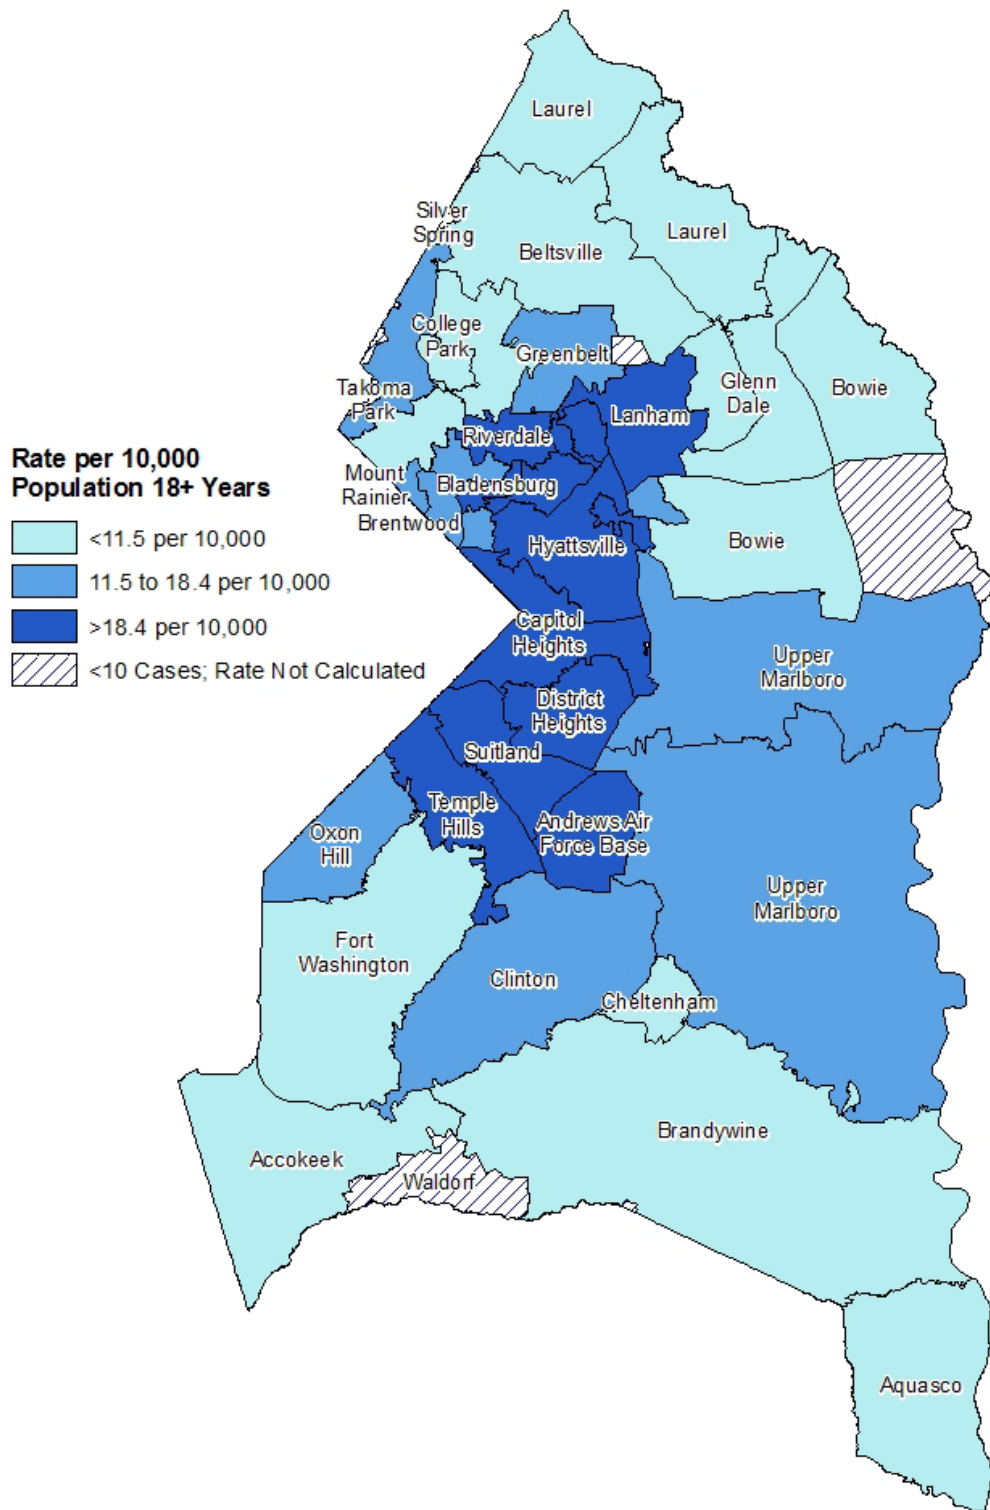 Laurel
Silver
Spring
Laurel
Beltsville
College
Park
Greenbelt
Takoma
Park
Glenn
Dale
Bowie
Lanham
Riverdale
Rate per 10,000
Population 18+ Years
<11.5 per 10,000
11.5 to 18.4 per 10,000
>18.4 per 10,000
<10 Cases; Rate Not Calculated
Mount
Rainier
Bladensburg
Brentwood
Hyattsville
Bowie
Capitol
Heights
Upper
Marlboro
District
Heights
Suitland
Temple
Hills
Andrews Air
Force Base
Oxon
Hill
Upper
Marlboro
Fort
Washington
Clinton
Cheltenham
Brandywine
Accokeek
Waldorf
Aquasco